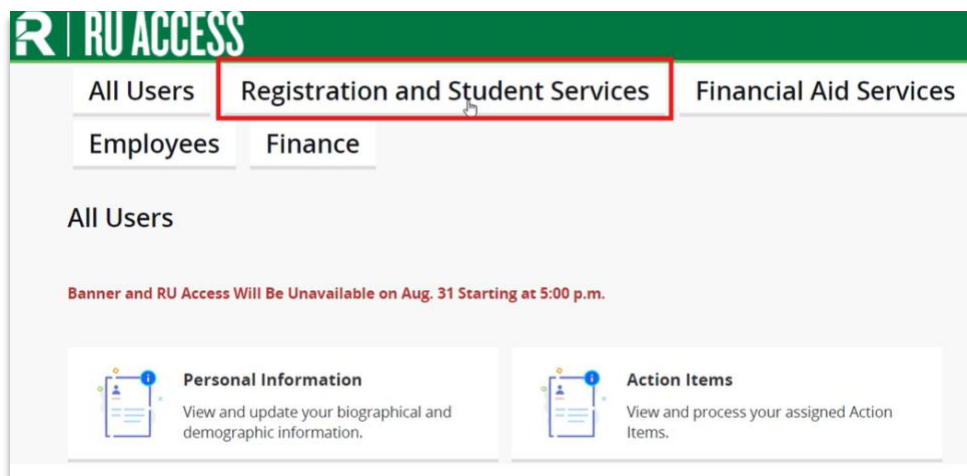 R | RU ACCESS
All Users
Registration and Student Services
Financial Aid Services
Employees
Finance
All Users
Banner and RU Access Will Be Unavailable on Aug. 31 Starting at 5:00 p.m.
Personal Information
View and update your biographical and
demographic information.
Action Items
View and process your assigned Action
Items.